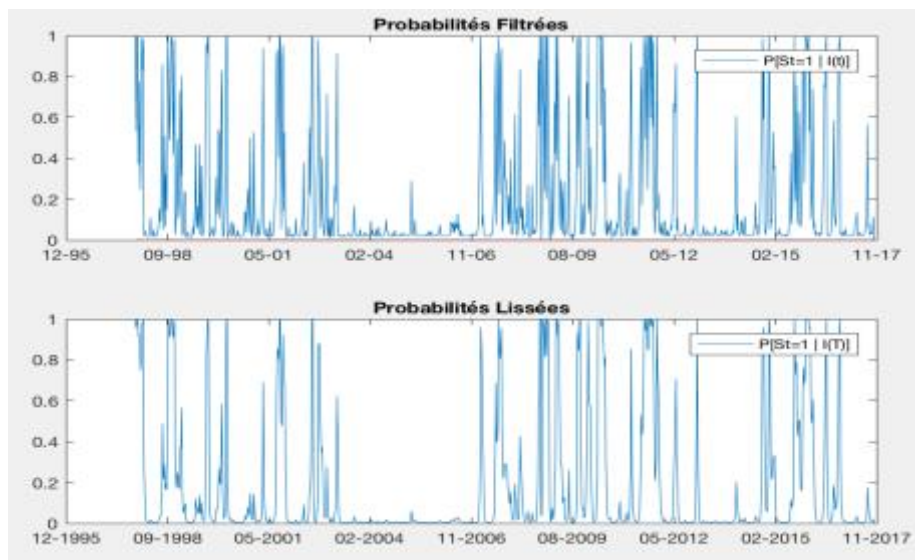 Probabilités Filtrées
1
0.8
0.6
0.4
0.2
0
P[St=1 | I(t)]
12-95 09-98 05-01 02-04 11-06 08-09 05-12 02-15 11-17
Probabilités Lissées
1
0.8
0.6
0.4
0.2
0
P[St=1 | I(T)]
12-1995 09-1998 05-2001 02-2004 11-2006 08-2009 05-2012 02-2015 11-2017